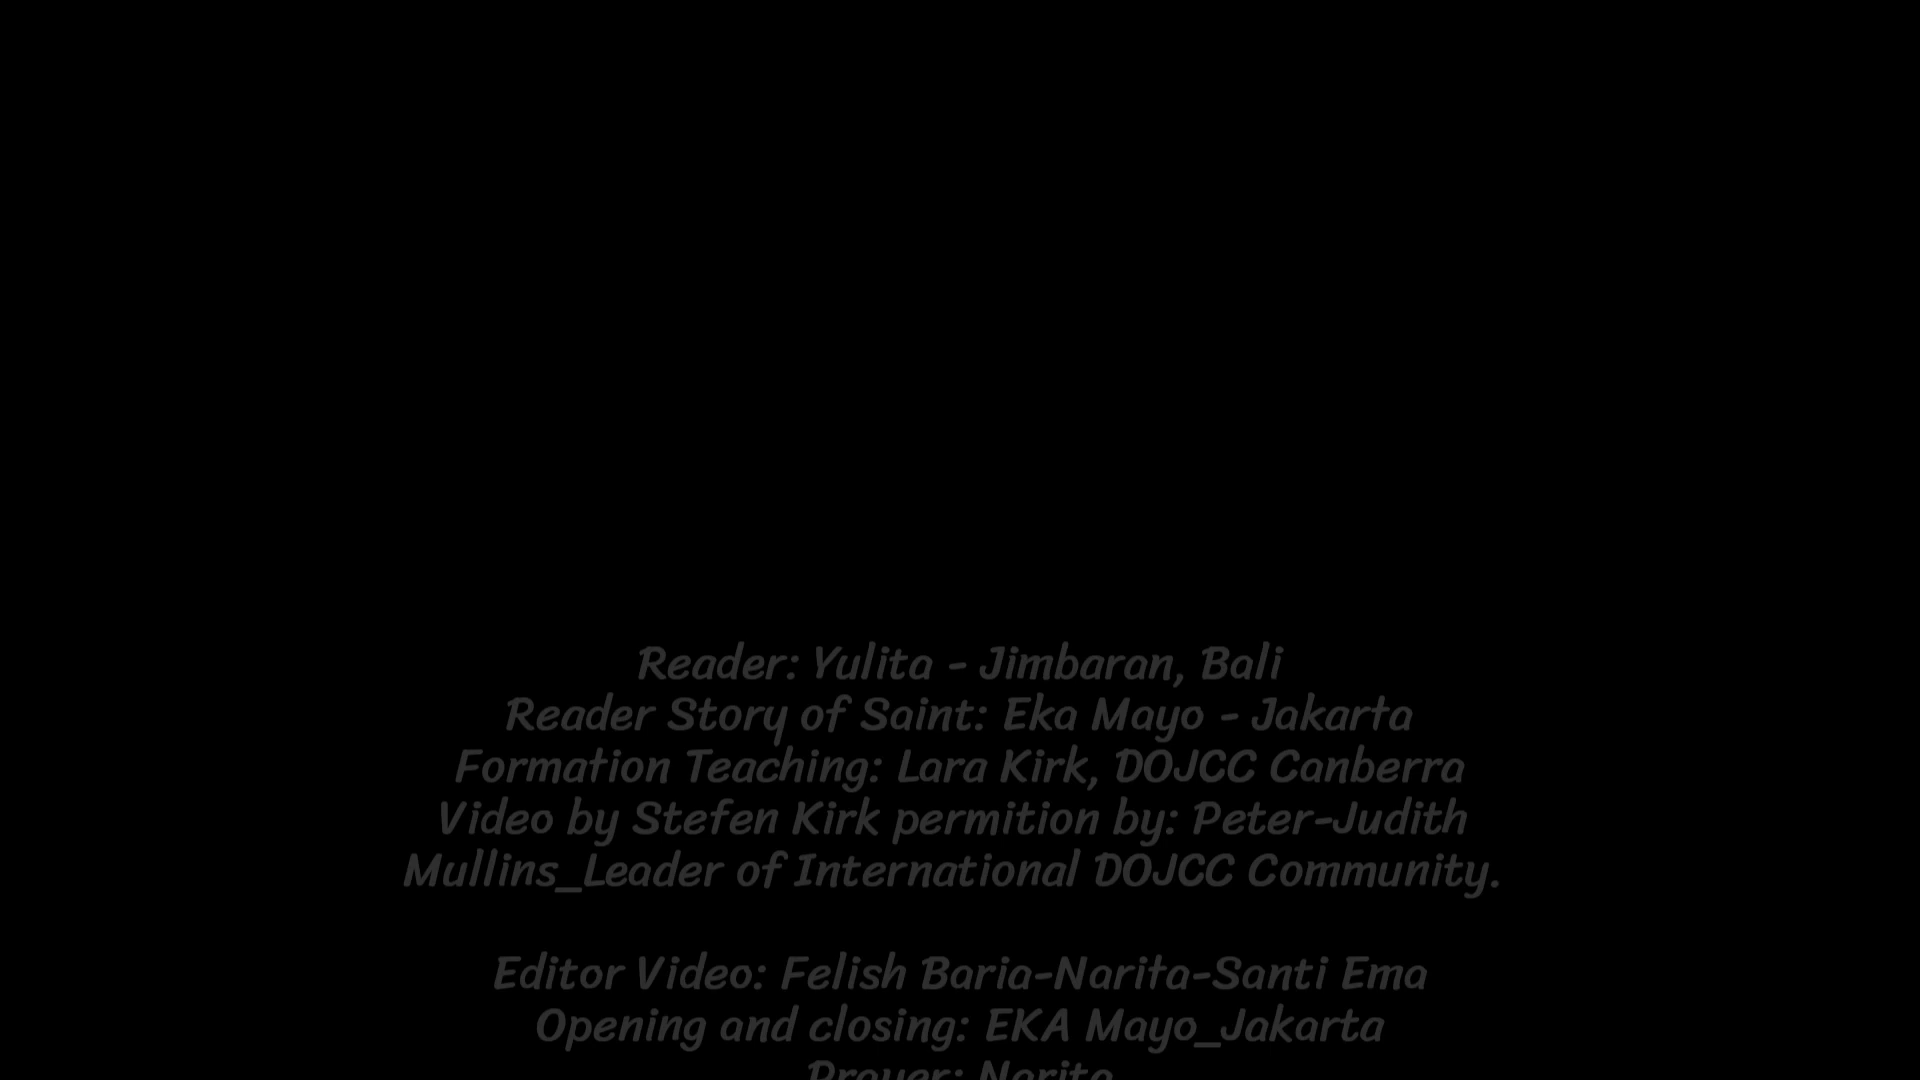 Reader: Yulita - Jimbaran, Bali
Reader Story of Saint: Eka Mayo - Jakarta
Formation Teaching: Lara Kirk, DOJCC Canberra
Video by Stefen Kirk permition by: Peter-Judith
Mullins_Leader of International DOJCC Community.
Editor Video: Felish Baria-Narita-Santi Ema
Opening and closing: EKA Mayo_Jakarta
Prayer: Narita